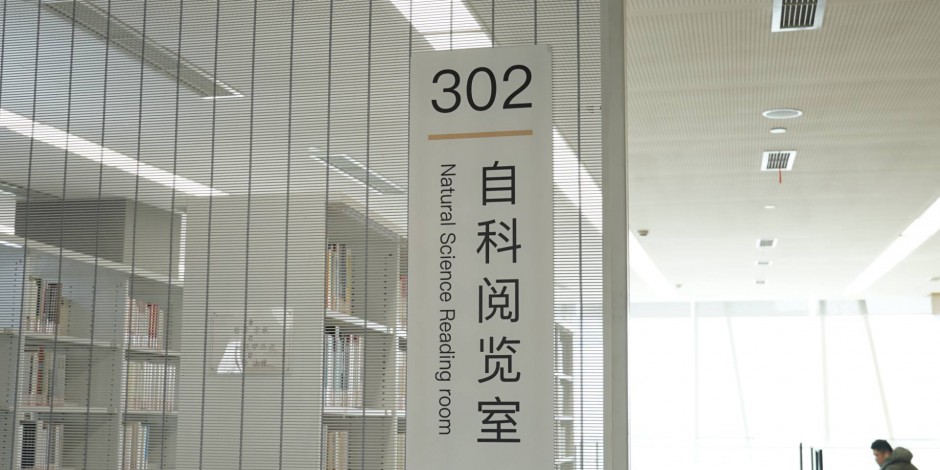 302
自科阅览室
Natural Science Reading room